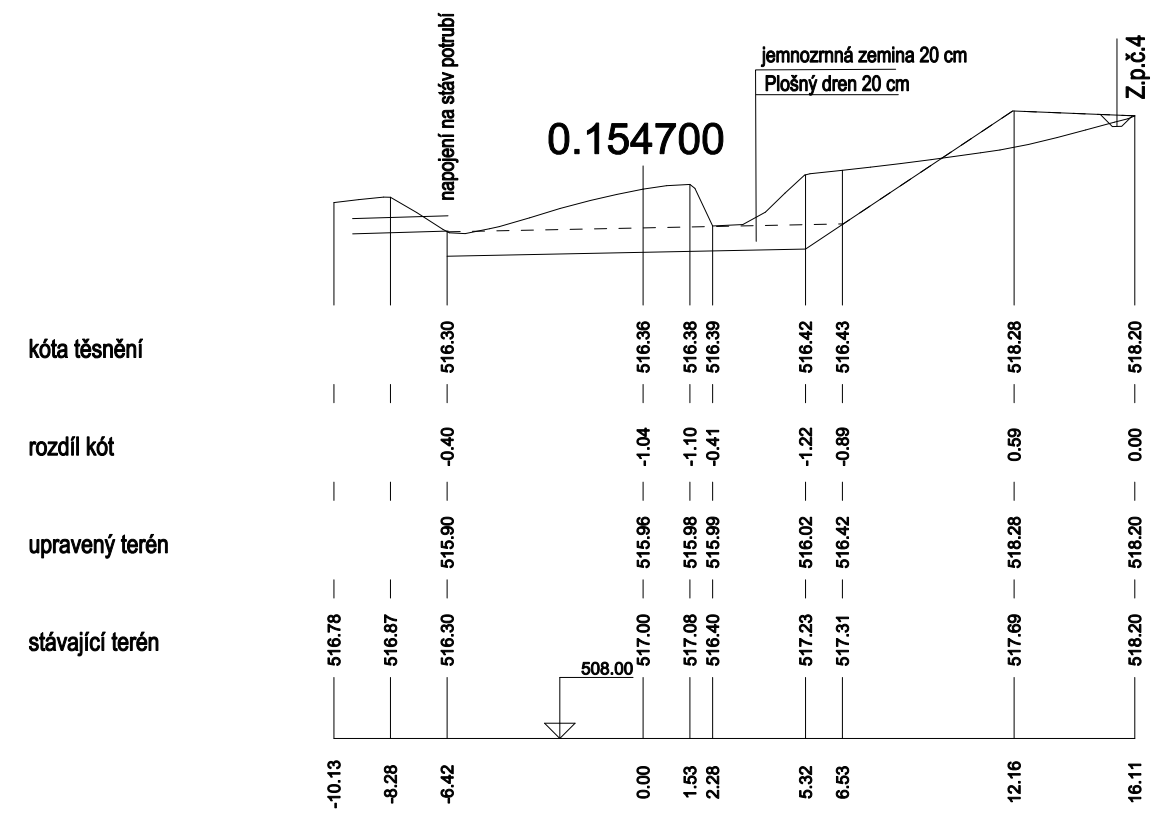 napojení na stáv potrubí
0.154700
jemnozrnná zemina 20 cm
Plošný dren 20 cm
Z.p.č.4
kóta těsnění 516.30 516.36 516.38 516.39 516.42 516.43 518.28 518.20
rozdíl kót -0.40 -1.04 -1.10 -0.41 -1.22 -0.89 0.59 0.00
upravený terén 515.90 515.96 515.98 515.99 516.02 516.42 518.28 518.20
stávající terén 516.78 516.87 516.30 517.00 517.08 516.40 517.23 517.31 517.69 518.20
508.00
-10.13 -8.28 -6.42 0.00 1.53 2.28 5.32 6.53 12.16 16.11